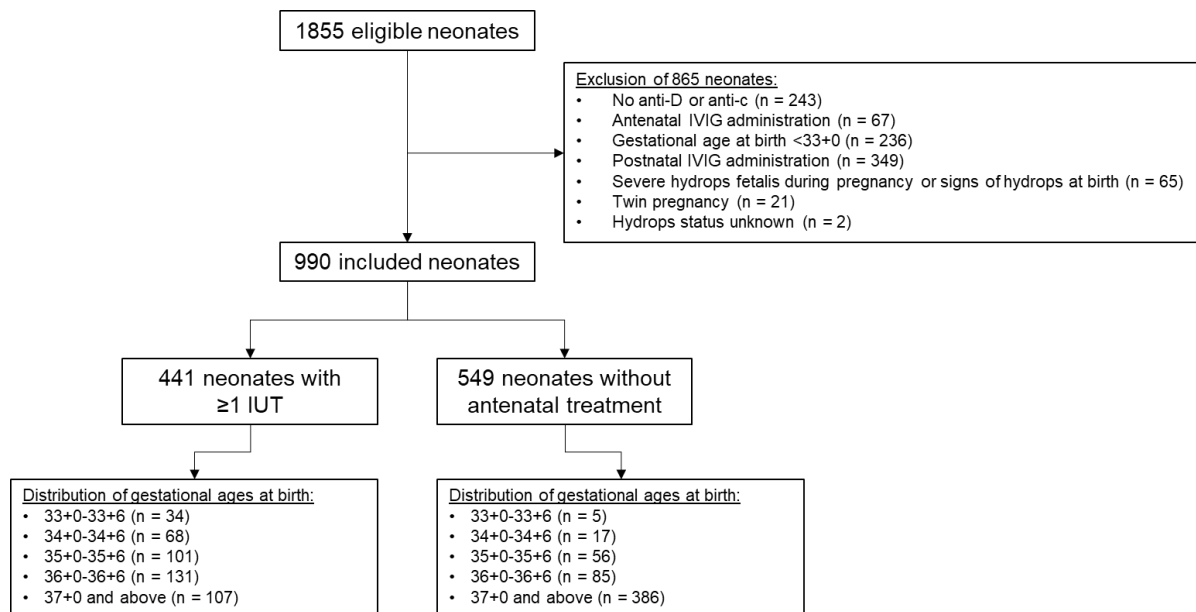 1855 eligible neonates
Exclusion of 865 neonates:
• No anti-D or anti-c (n = 243)
• Antenatal IVIG administration (n = 67)
• Gestational age at birth <33+0 (n = 236)
• Postnatal IVIG administration (n = 349)
• Severe hydrops fetalis during pregnancy or signs of hydrops at birth (n = 65)
• Twin pregnancy (n = 21)
• Hydrops status unknown (n = 2)
990 included neonates
441 neonates with
≥1 IUT
549 neonates without
antenatal treatment
Distribution of gestational ages at birth:
• 33+0-33+6 (n = 34)
• 34+0-34+6 (n = 68)
• 35+0-35+6 (n = 101)
• 36+0-36+6 (n = 131)
• 37+0 and above (n = 107)
Distribution of gestational ages at birth:
• 33+0-33+6 (n = 5)
• 34+0-34+6 (n = 17)
• 35+0-35+6 (n = 56)
• 36+0-36+6 (n = 85)
• 37+0 and above (n = 386)